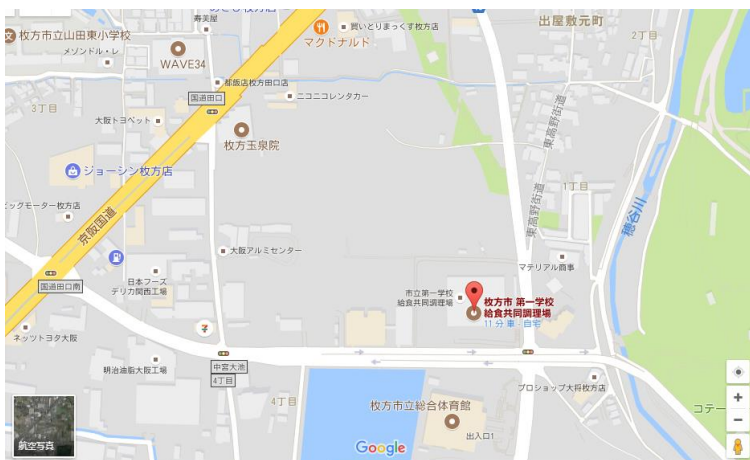 寿美屋
買いとりまっくす枚方店
出屋敷元町
2丁目
枚方市立山田東小学校
マクドナルド
メゾンドル・レ
WAVE34
都飯店枚方田口店
国道田口
ニコニコレンタカー
3丁目
大阪トヨペット
枚方玉泉院
東高野街道
ジョーシン枚方店
1丁目
東高野街道
穂谷川
ビッグモーター枚方店
京阪国道
大阪アルミセンター
マテリアル商事
日本フーズ
デリカ関西工場
国道田口南
市立第一学校
給食共同調理場
枚方市 第一学校
給食共同調理場
11 分 車 - 自宅
ネッツトヨタ大阪
明治油脂大阪工場
中宮大池
4丁目
4丁目
プロショップ大将枚方店
枚方市立総合体育館
出入口1
コテー
航空写真
Google